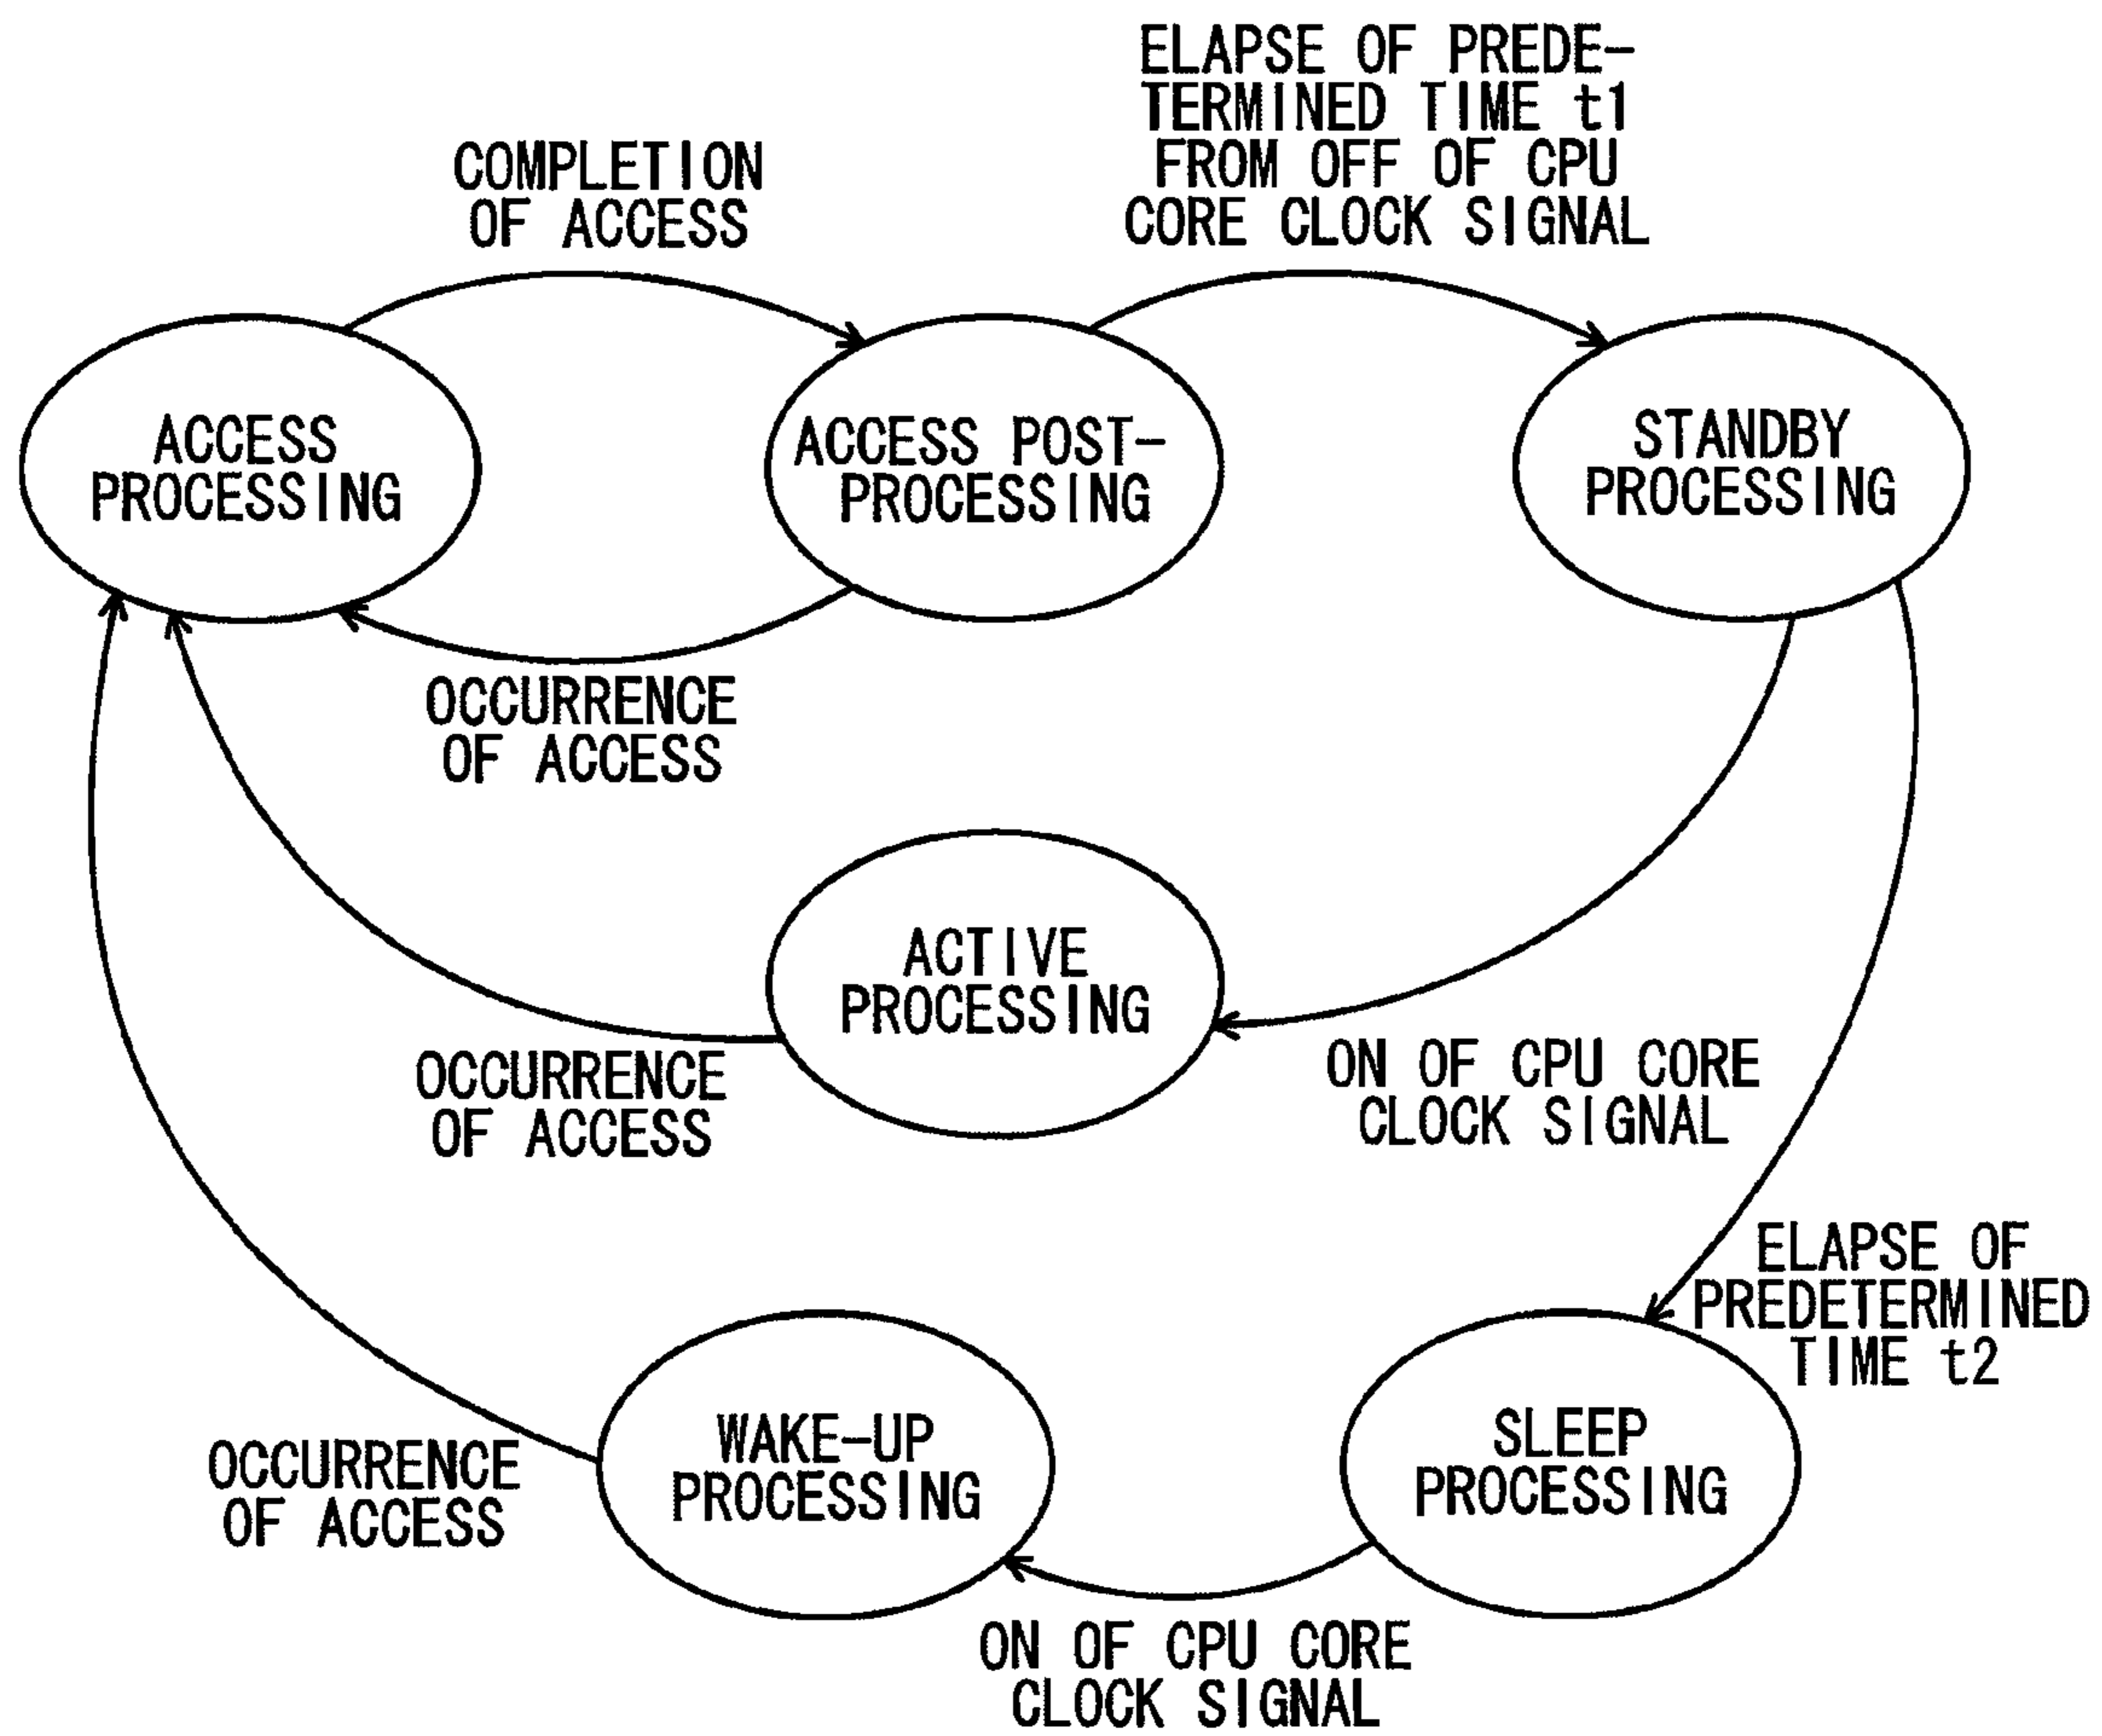 ELAPSE OF PREDE-
TERMINED TIME t1
FROM OFF OF CPU
CORE CLOCK SIGNAL
COMPLETION
OF ACCESS
ACCESS
PROCESSING
ACCESS POST-
PROCESSING
STANDBY
PROCESSING
OCCURRENCE
OF ACCESS
ACTIVE
PROCESSING
OCCURRENCE
OF ACCESS
ON OF CPU CORE
CLOCK SIGNAL
ELAPSE OF
PREDETERMINED
TIME t2
WAKE-UP
PROCESSING
SLEEP
PROCESSING
OCCURRENCE
OF ACCESS
ON OF CPU CORE
CLOCK SIGNAL